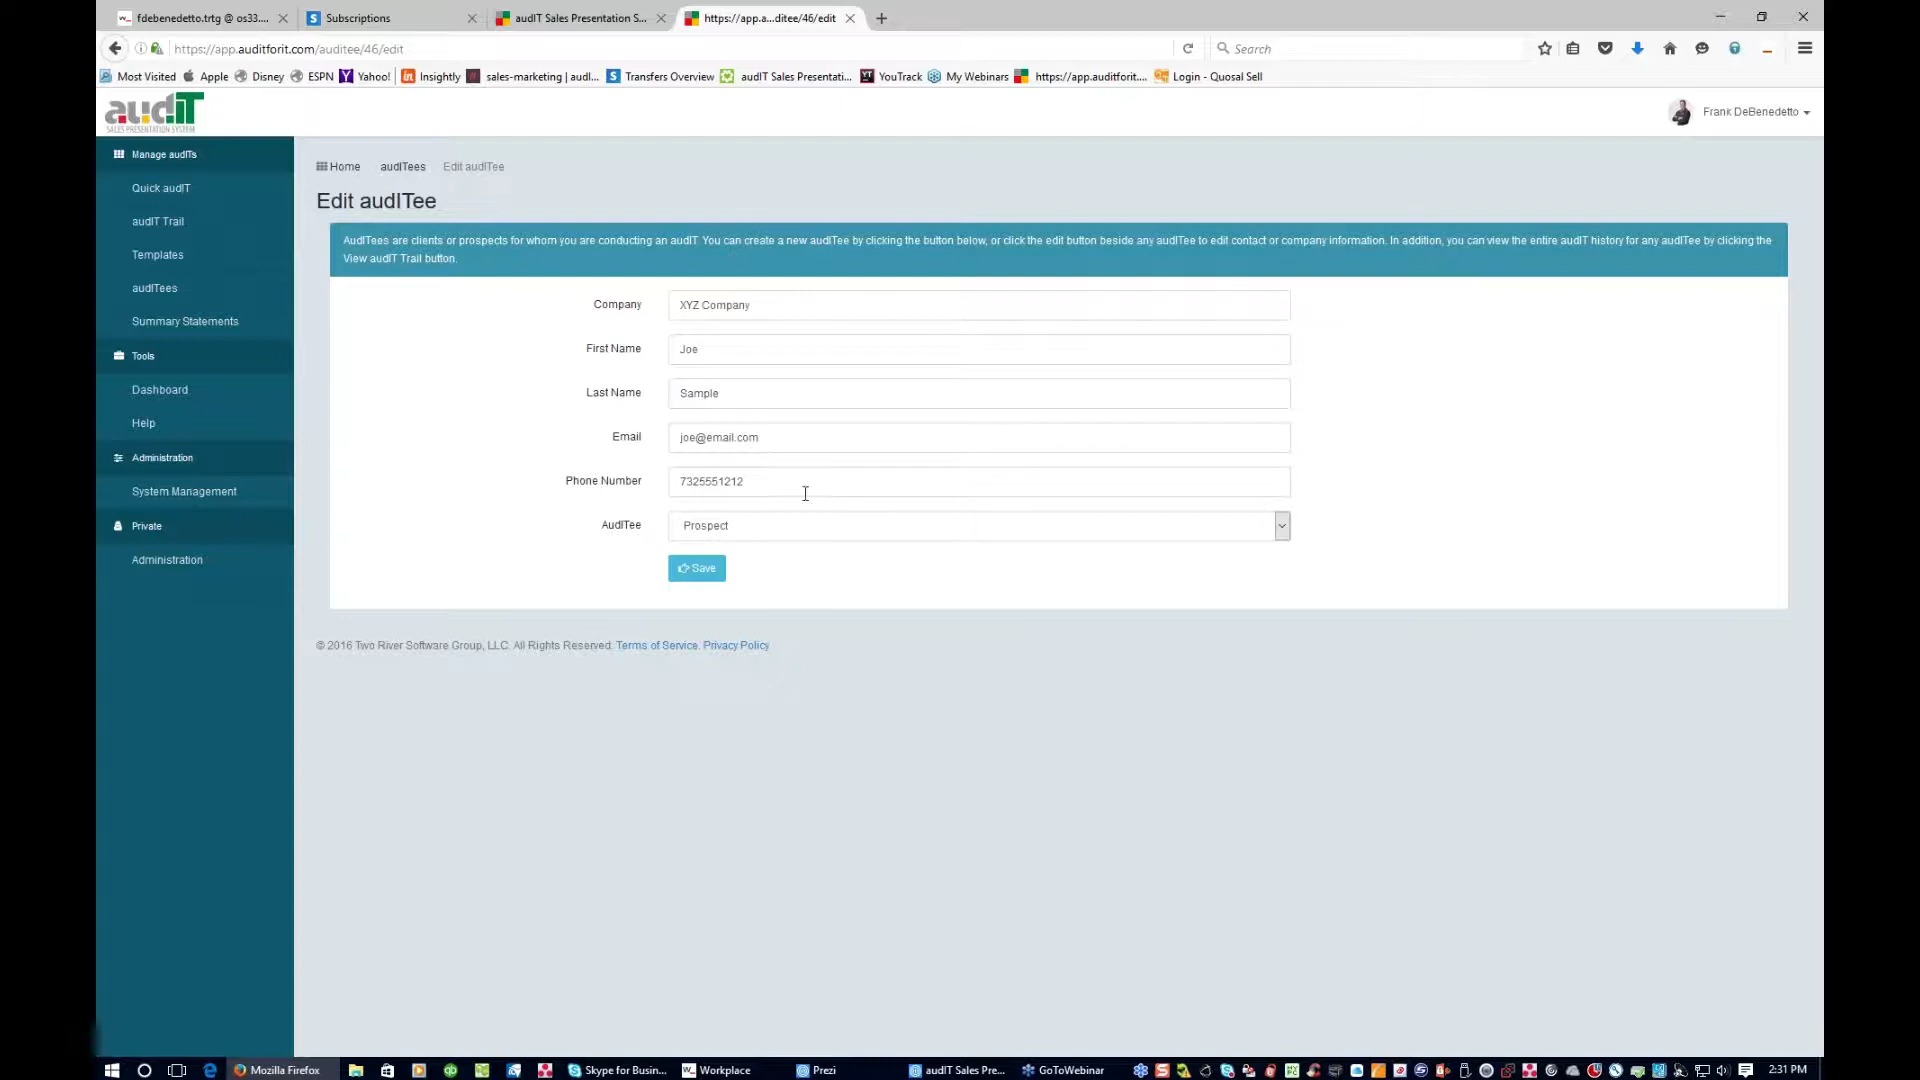 fdebenedetto.trtg @ os33....
Subscriptions
audIT Sales Presentation S...
https://app.a...ditee/46/edit
https://app.auditforit.com/auditee/46/edit
Search
Most Visited
Apple
Disney
ESPN
Yahoo!
Insightly
sales-marketing | audI...
Transfers Overview
audIT Sales Presentati...
YouTrack
My Webinars
https://app.auditforit....
Login - Quosal Sell
audIT
SALES PRESENTATION SYSTEM
Frank DeBenedetto
Manage audITs
Quick audIT
audIT Trail
Templates
audITees
Summary Statements
Tools
Dashboard
Help
Administration
System Management
Private
Administration
Home audITees Edit audITee
Edit audITee
AudITees are clients or prospects for whom you are conducting an audIT. You can create a new audITee by clicking the button below, or click the edit button beside any audITee to edit contact or company information. In addition, you can view the entire audIT history for any audITee by clicking the
View audIT Trail button.
Company XYZ Company
First Name Joe
Last Name Sample
Email joe@email.com
Phone Number 7325551212
AudITee Prospect
Save
© 2016 Two River Software Group, LLC. All Rights Reserved. Terms of Service. Privacy Policy
Mozilla Firefox
Skype for Busin...
Workplace
Prezi
audIT Sales Pre...
GoToWebinar
2:31 PM